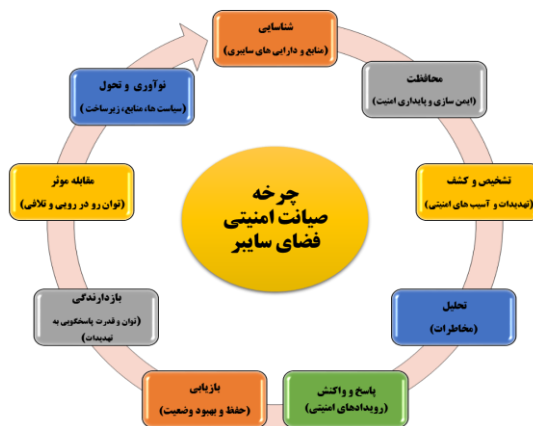 شناسایی
(منابع و دارایی های سایبری)
محافظت
(ایمن سازی و پایداری امنیت)
تشخیص و کشف
(تهدیدات و آسیب های امنیتی)
تحلیل
(مخاطرات)
پاسخ و واکنش
(رویدادهای امنیتی)
بازیابی
(حفظ و بهبود وضعیت)
بازدارندگی
(توان و قدرت پاسخگویی به
تهدیدات)
مقابله موثر
(توان رو در رویی و تلافی)
نوآوری و تحول
(سیاست ها، منابع، زیرساخت)
چرخه
صیانت امنیتی
فضای سایبر